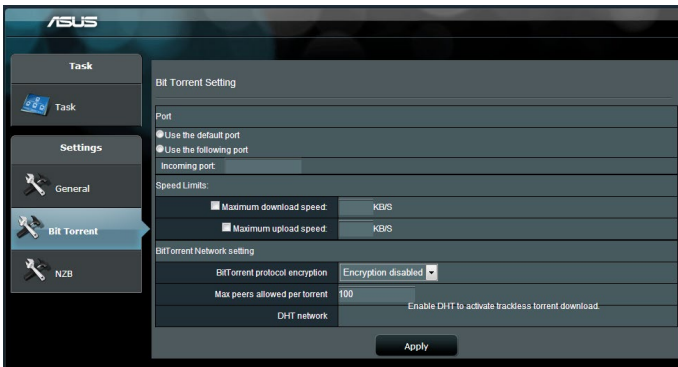 ASUS
Task
Task
Settings
General
Bit Torrent
NZB
Bit Torrent Setting
Port
Use the default port
Use the following port
Incoming port:
Speed Limits:
Maximum download speed: KB/S
Maximum upload speed: KB/S
BitTorrent Network setting
BitTorrent protocol encryption Encryption disabled
Max peers allowed per torrent 100
DHT network Enable DHT to activate trackless torrent download.
Apply